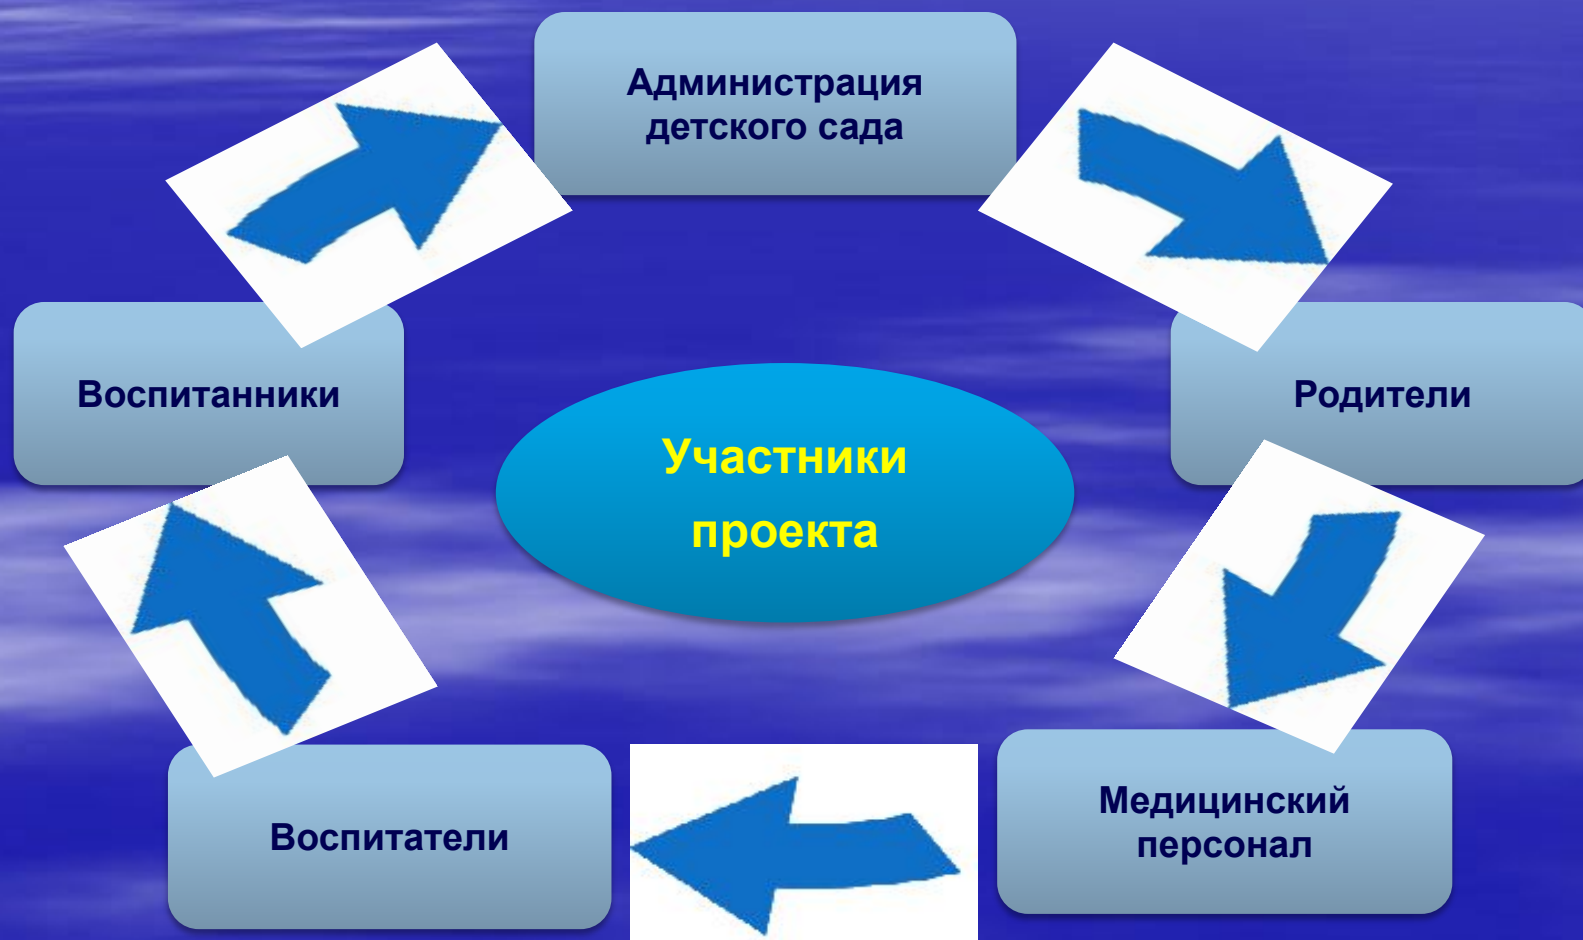 Администрация
детского сада
Воспитанники
Родители
Участники
проекта
Воспитатели
Медицинский
персонал